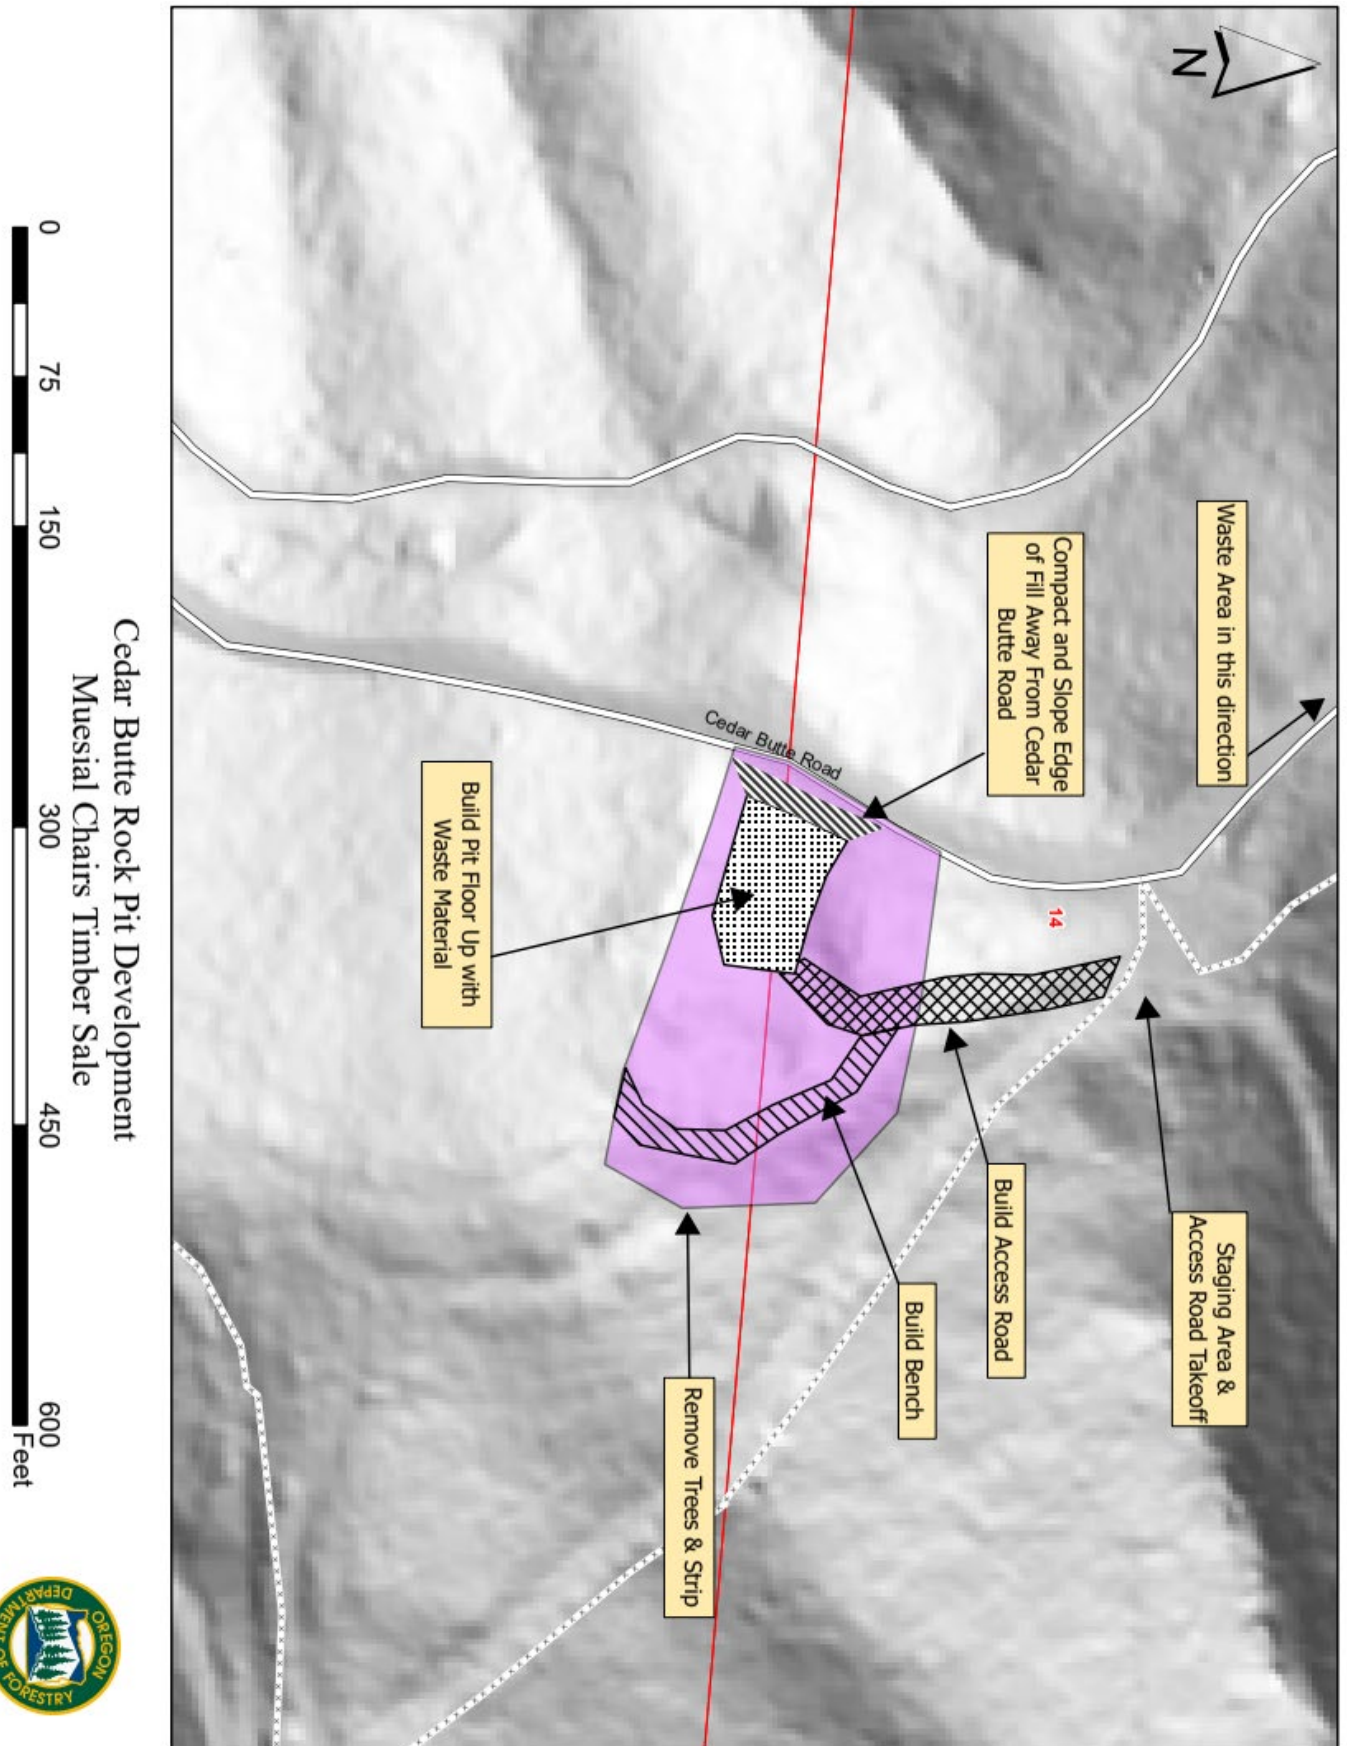 N
Waste Area in this direction
Compact and Slope Edge
of Fill Away From Cedar
Butte Road
Cedar Butte Road
14
Staging Area &
Access Road Takeoff
Build Access Road
Build Bench
Remove Trees & Strip
Build Pit Floor Up with
Waste Material
Cedar Butte Rock Pit Development
Muesial Chairs Timber Sale
0 75 150 300 450 600
Feet
OREGON
DEPARTMENT OF FORESTRY